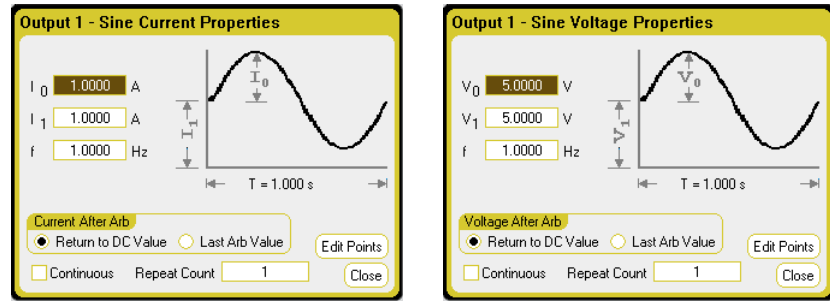 Output 1 - Sine Current Properties
I 0 1.0000 A
I 1 1.0000 A
f 1.0000 Hz
I0
I1
T = 1.000 s
Current After Arb
Return to DC Value Last Arb Value
Edit Points
Continuous Repeat Count 1
Close
Output 1 - Sine Voltage Properties
V0 5.0000 V
V1 5.0000 V
f 1.0000 Hz
V0
V1
T = 1.000 s
Voltage After Arb
Return to DC Value Last Arb Value
Edit Points
Continuous Repeat Count 1
Close